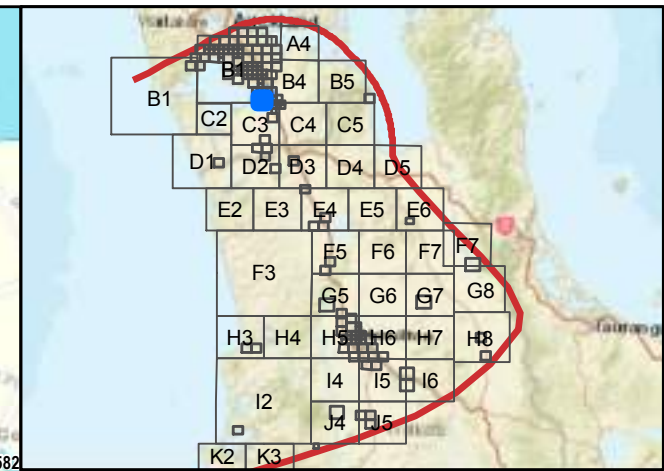 A4
B1
B1 B4 B5
C2 C3 C4 C5
D1 D2 D3 D4 D5
E2 E3 E4 E5 E6
F3 F5 F6 F7 F7
G5 G6 G7 G8
H3 H4 H5 H6 H7 H8
I2 I4 I5 I6
J4 J5
K2 K3
582